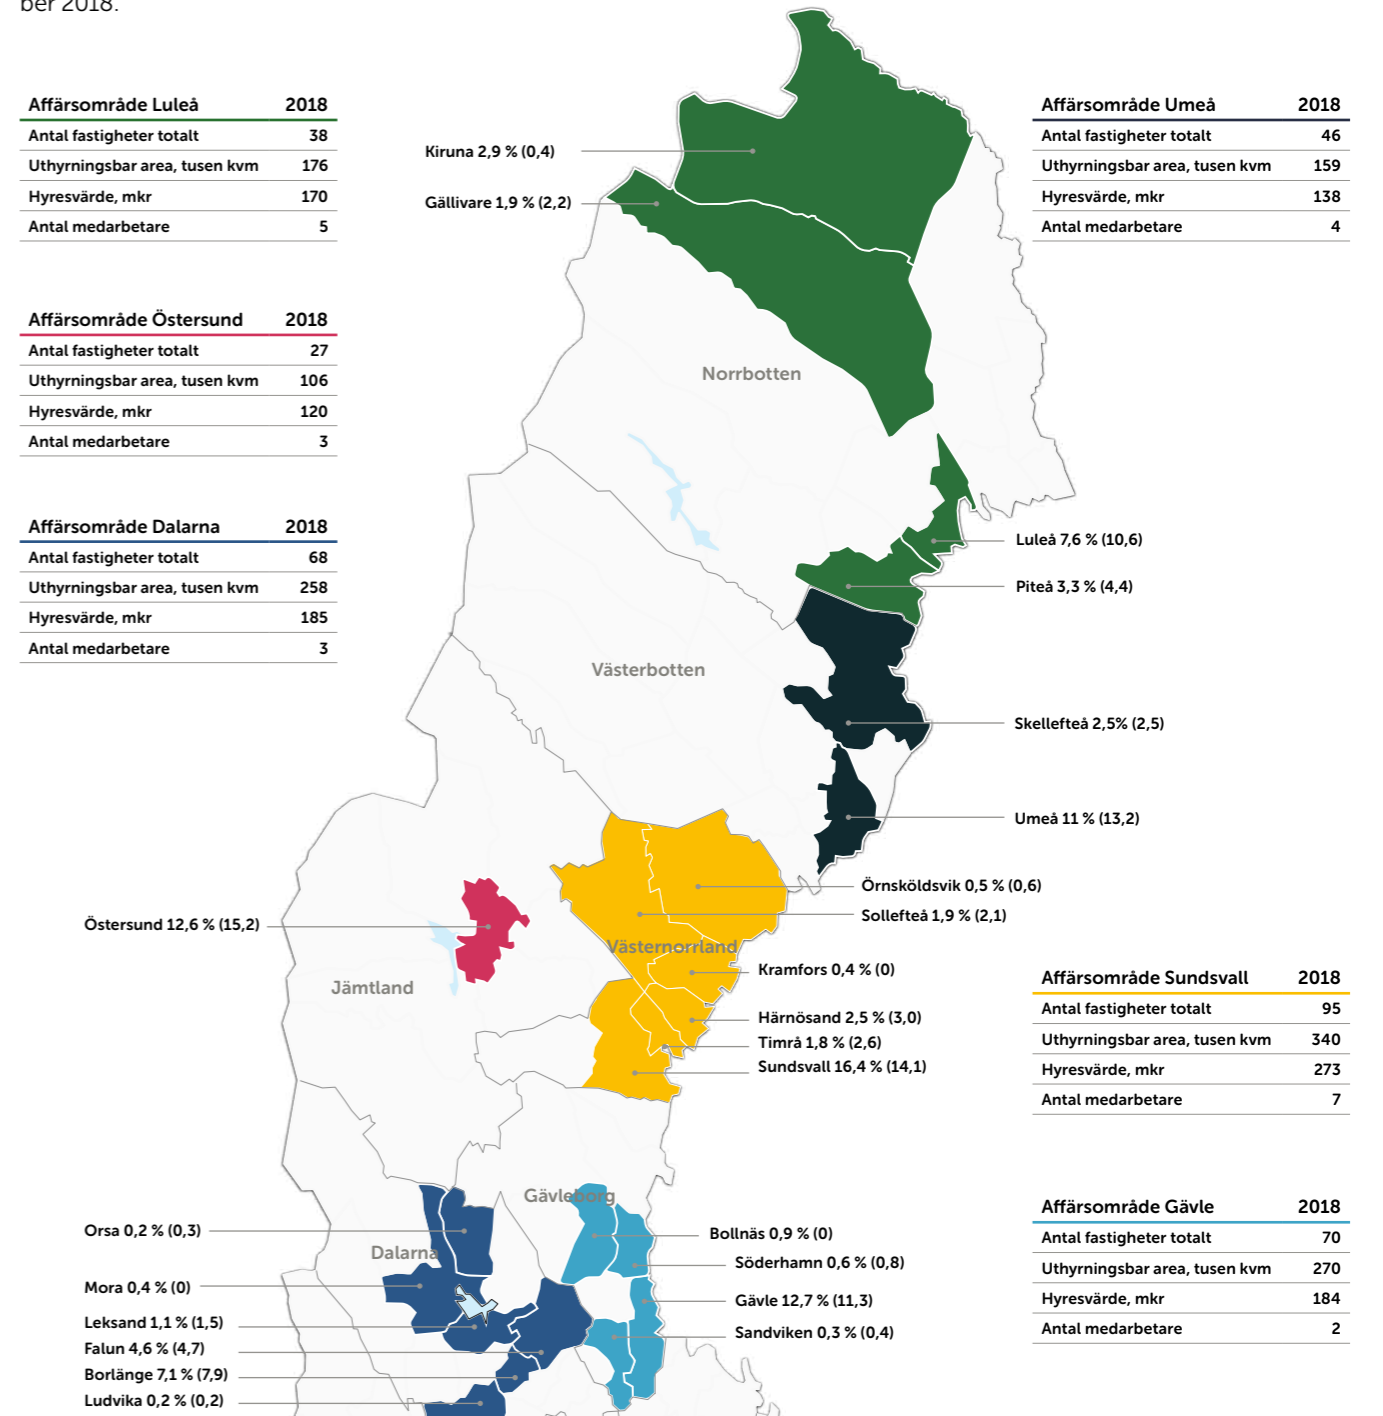 ber 2018.
Affärsområde Luleå 2018
Antal fastigheter totalt 38
Uthyrningsbar area, tusen kvm 176
Hyresvärde, mkr 170
Antal medarbetare 5
Affärsområde Östersund 2018
Antal fastigheter totalt 27
Uthyrningsbar area, tusen kvm 106
Hyresvärde, mkr 120
Antal medarbetare 3
Affärsområde Dalarna 2018
Antal fastigheter totalt 68
Uthyrningsbar area, tusen kvm 258
Hyresvärde, mkr 185
Antal medarbetare 3
Affärsområde Umeå 2018
Antal fastigheter totalt 46
Uthyrningsbar area, tusen kvm 159
Hyresvärde, mkr 138
Antal medarbetare 4
Kiruna 2,9 % (0,4)
Gällivare 1,9 % (2,2)
Norrbotten
Luleå 7,6 % (10,6)
Piteå 3,3 % (4,4)
Västerbotten
Skellefteå 2,5% (2,5)
Umeå 11 % (13,2)
Örnsköldsvik 0,5 % (0,6)
Sollefteå 1,9 % (2,1)
Östersund 12,6 % (15,2)
Västernorrland
Kramfors 0,4 % (0)
Jämtland
Härnösand 2,5 % (3,0)
Timrå 1,8 % (2,6)
Sundsvall 16,4 % (14,1)
Affärsområde Sundsvall 2018
Antal fastigheter totalt 95
Uthyrningsbar area, tusen kvm 340
Hyresvärde, mkr 273
Antal medarbetare 7
Gävleborg
Orsa 0,2 % (0,3)
Dalarna
Mora 0,4 % (0)
Leksand 1,1 % (1,5)
Falun 4,6 % (4,7)
Borlänge 7,1 % (7,9)
Ludvika 0,2 % (0,2)
Bollnäs 0,9 % (0)
Söderhamn 0,6 % (0,8)
Gävle 12,7 % (11,3)
Sandviken 0,3 % (0,4)
Affärsområde Gävle 2018
Antal fastigheter totalt 70
Uthyrningsbar area, tusen kvm 270
Hyresvärde, mkr 184
Antal medarbetare 2